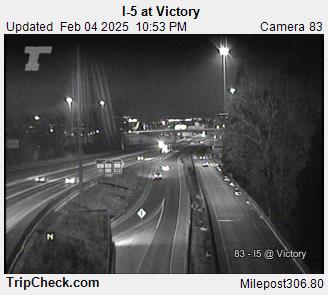 I-5 at Victory
Updated Feb 04 2025 10:53 PM Camera 83
T
N
83 - I5 @ Victory
TripCheck.com Milepost306.80